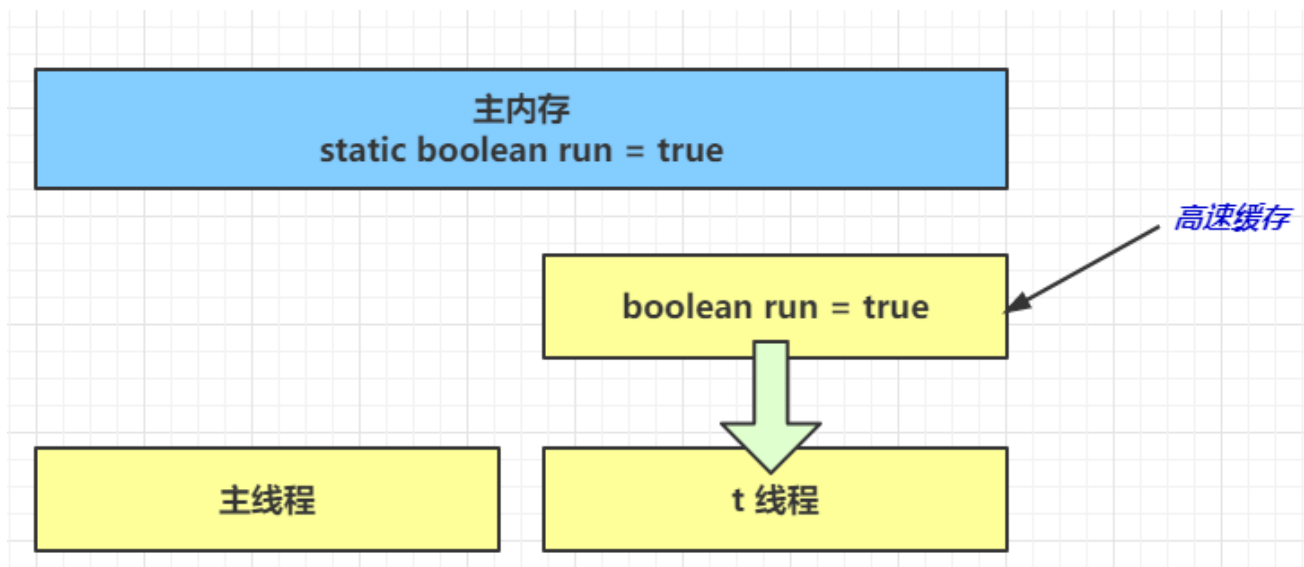 主内存
static boolean run = true
高速缓存
boolean run = true
主线程
t 线程